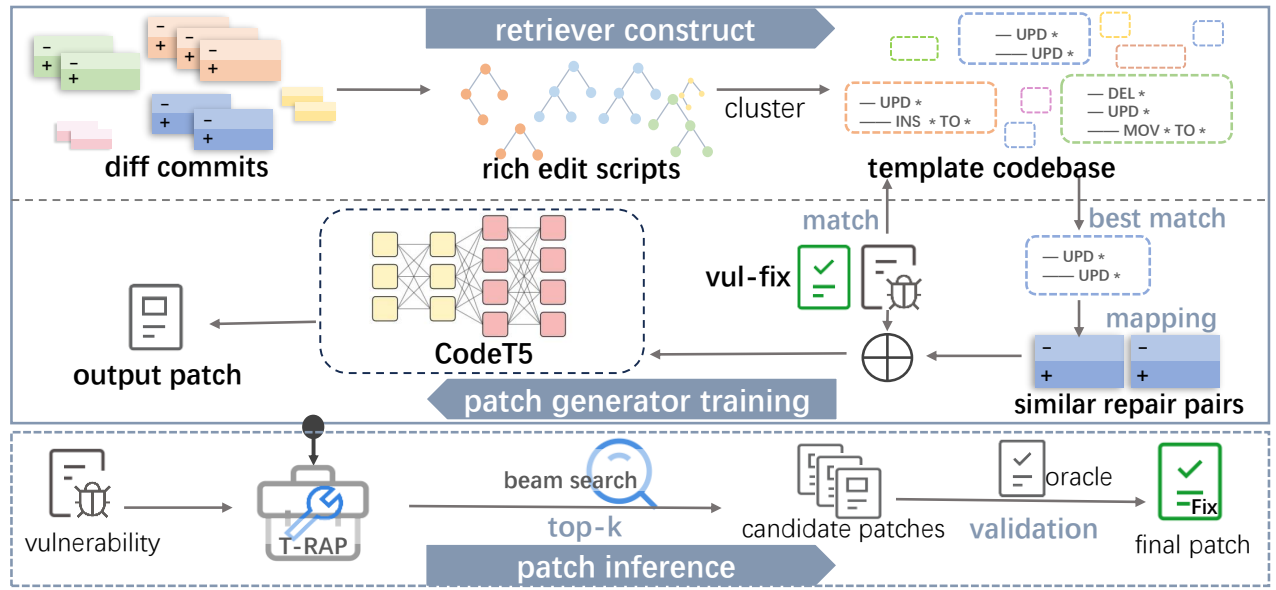 retriever construct
−
+
−
+
−
+
−
+
−
+
−
+
−
+
diff commits
rich edit scripts
cluster
— UPD *
—— UPD *
— UPD *
—— INS * TO *
— DEL *
— UPD *
—— MOV * TO *
template codebase
match
best match
vul-fix
— UPD *
—— UPD *
mapping
−
+
−
+
similar repair pairs
CodeT5
output patch
patch generator training
vulnerability
T-RAP
beam search
top-k
candidate patches
oracle
validation
Fix
final patch
patch inference